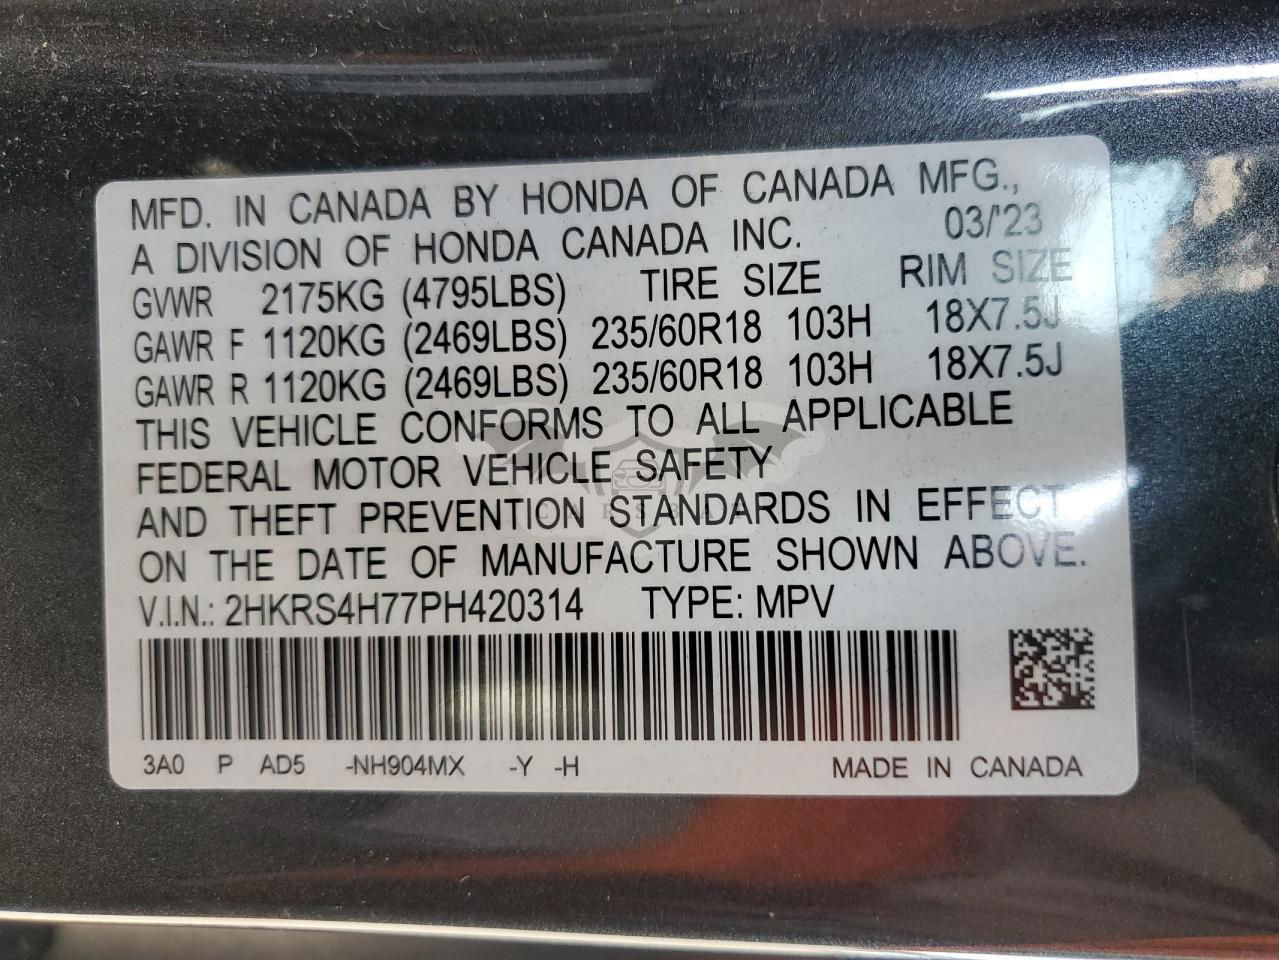 MFD. IN CANADA BY HONDA OF CANADA MFG.,
A DIVISION OF HONDA CANADA INC. 03/'23
GVWR 2175KG (4795LBS) TIRE SIZE RIM SIZE
GAWR F 1120KG (2469LBS) 235/60R18 103H 18X7.5J
GAWR R 1120KG (2469LBS) 235/60R18 103H 18X7.5J
THIS VEHICLE CONFORMS TO ALL APPLICABLE
FEDERAL MOTOR VEHICLE SAFETY
AND THEFT PREVENTION STANDARDS IN EFFECT
ON THE DATE OF MANUFACTURE SHOWN ABOVE.
V.I.N.: 2HKRS4H77PH420314 TYPE: MPV
3A0 P AD5 -NH904MX -Y -H MADE IN CANADA